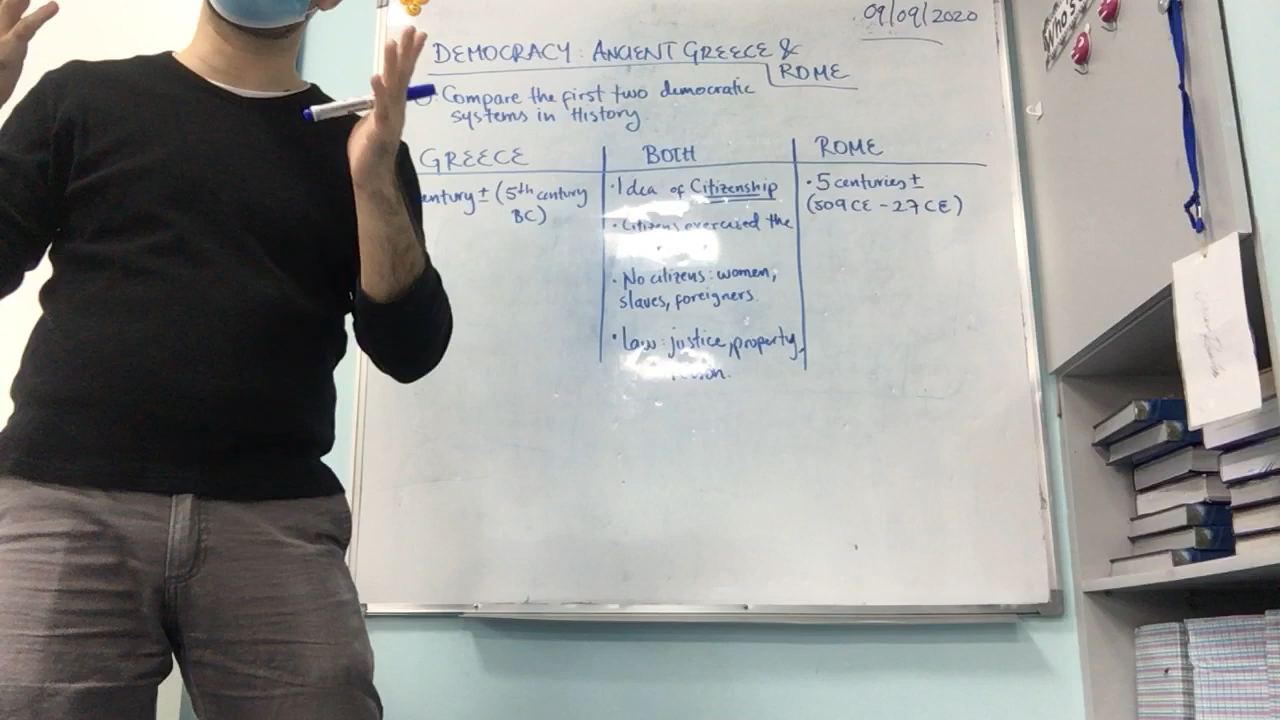 09/09/2020
DEMOCRACY: ANCIENT GREECE &
ROME
Compare the first two democratic
systems in History
GREECE
BOTH
ROME
entury ± (5th century
BC)
· Idea of Citizenship
· Citizens exercised the
· No citizens: women,
slaves, foreigners.
· Law: justice, property,
· 5 centuries ±
(509 CE - 27 CE)
Who's